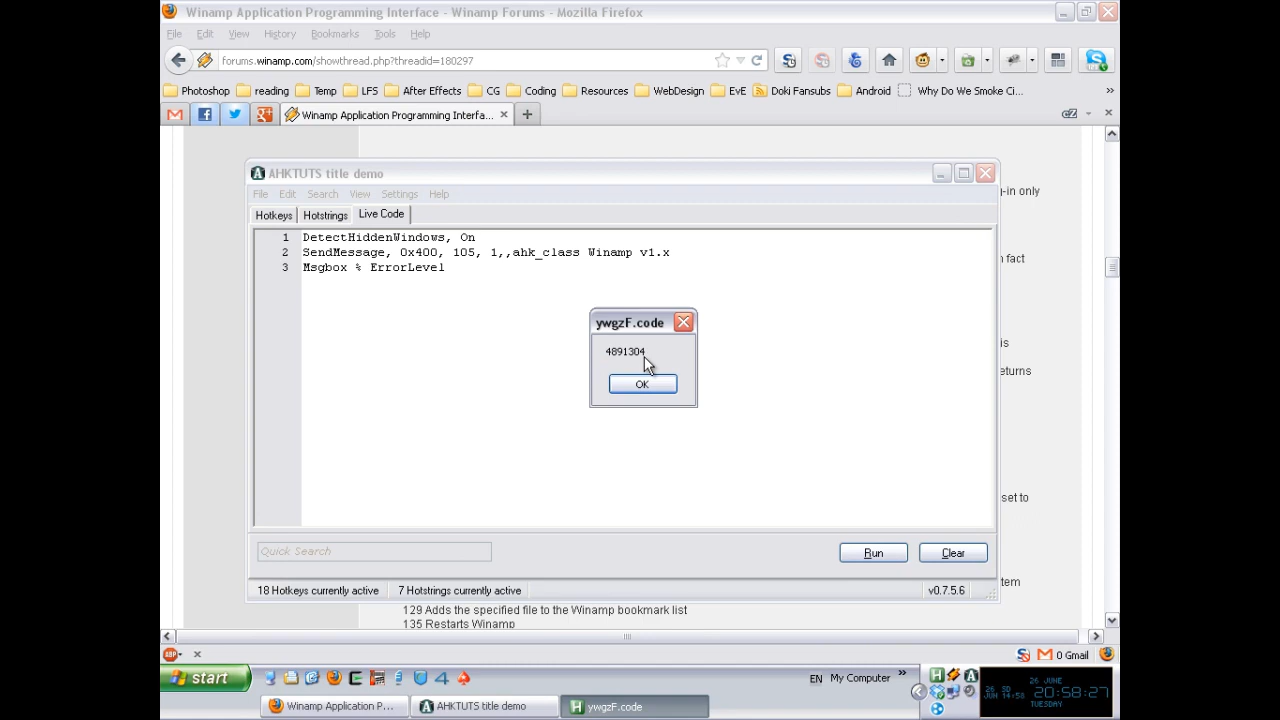 Winamp Application Programming Interface - Winamp Forums - Mozilla Firefox
File Edit View History Bookmarks Tools Help
forums.winamp.com/showthread.php?threadid=180297
Photoshop reading Temp LFS After Effects CG Coding Resources WebDesign EvE Doki Fansubs Android Why Do We Smoke Ci... »
Winamp Application Programming Interfa...
AHKTUTS title demo
-in only
File Edit Search View Settings Help
Hotkeys Hotstrings Live Code
1 DetectHiddenWindows, On
2 SendMessage, 0x400, 105, 1,,ahk_class Winamp v1.x
3 Msgbox % ErrorLevel
fact
ywgzF.code
is
4891304
eturns
OK
set to
Quick Search
Run Clear
18 Hotkeys currently active 7 Hotstrings currently active v0.7.5.6
129 Adds the specified file to the Winamp bookmark list
135 Restarts Winamp
ABP 0 Gmail
start EN My Computer »
26 JUNE
20:58:27
TUESDAY
AHKTUTS title demo ywgzF.code